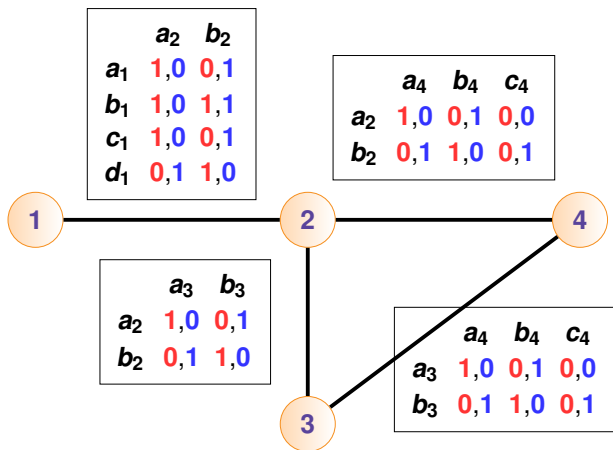 a₂ b₂
a₁ 1,0 0,1
b₁ 1,0 1,1
c₁ 1,0 0,1
d₁ 0,1 1,0
a₄ b₄ c₄
a₂ 1,0 0,1 0,0
b₂ 0,1 1,0 0,1
1
2
4
a₃ b₃
a₂ 1,0 0,1
b₂ 0,1 1,0
a₄ b₄ c₄
a₃ 1,0 0,1 0,0
b₃ 0,1 1,0 0,1
3